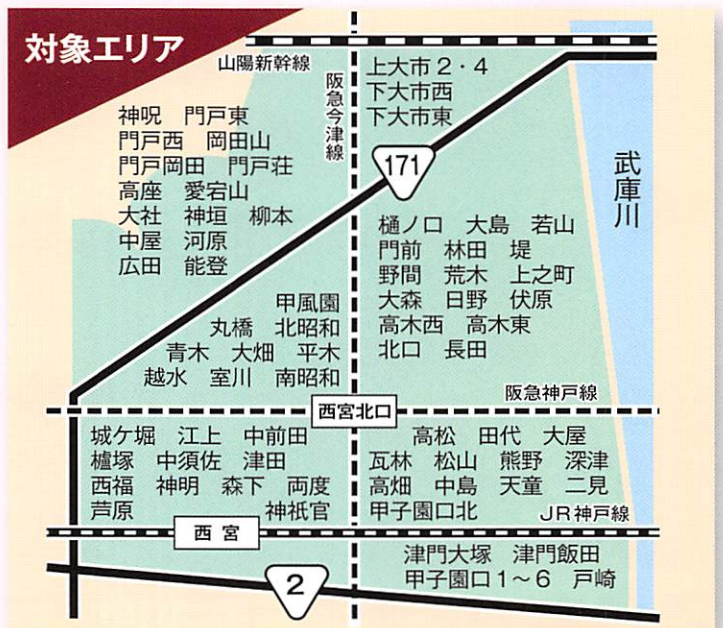 対象エリア
山陽新幹線
阪急今津線
上大市2・4
下大市西
下大市東
神呪 門戸東
門戸西 岡田山
門戸岡田 門戸荘
高座 愛宕山
大社 神垣 柳本
中屋 河原
広田 能登
171
武庫川
樋ノ口 大島 若山
門前 林田 堤
野間 荒木 上之町
大森 日野 伏原
高木西 高木東
北口 長田
甲風園
丸橋 北昭和
青木 大畑 平木
越水 室川 南昭和
阪急神戸線
西宮北口
城ケ堀 江上 中前田
櫨塚 中須佐 津田
西福 神明 森下 両度
芦原 神祇官
高松 田代 大屋
瓦林 松山 熊野 深津
高畑 中島 天童 二見
甲子園口北
JR神戸線
西宮
津門大塚 津門飯田
甲子園口1～6 戸崎
2